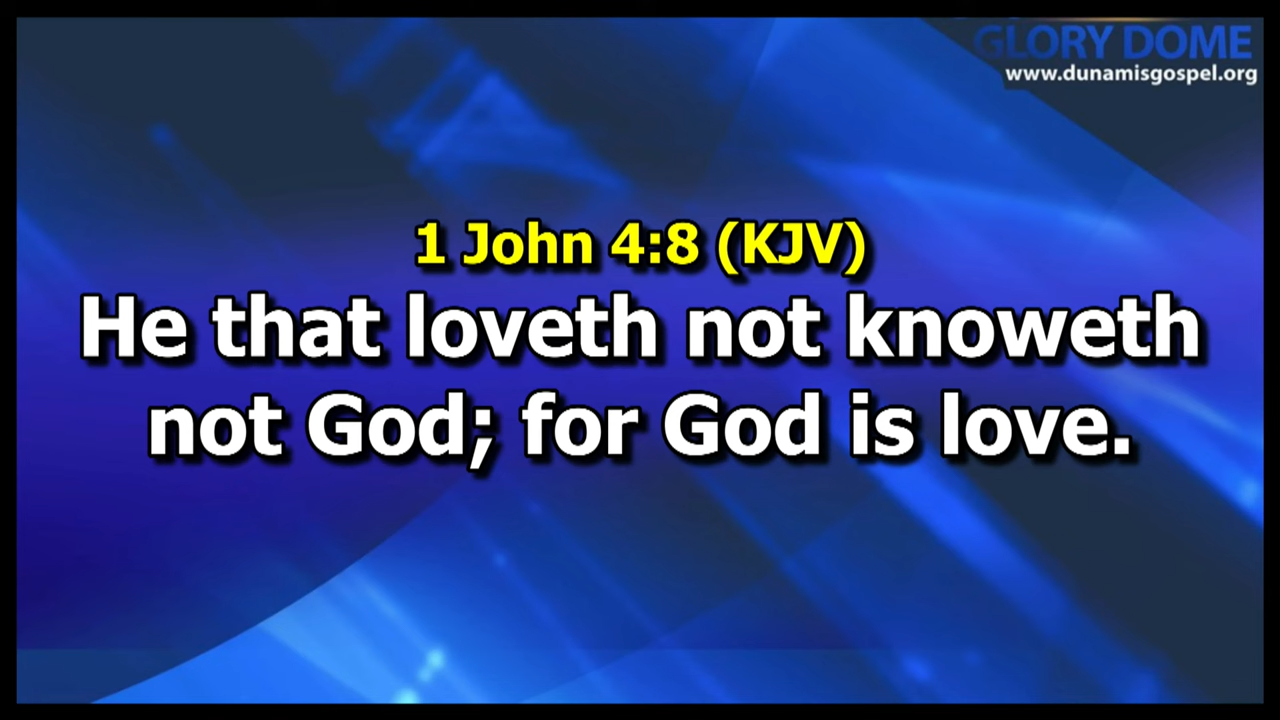 GLORY DOME
www.dunamisgospel.org
1 John 4:8 (KJV)
He that loveth not knoweth
not God; for God is love.